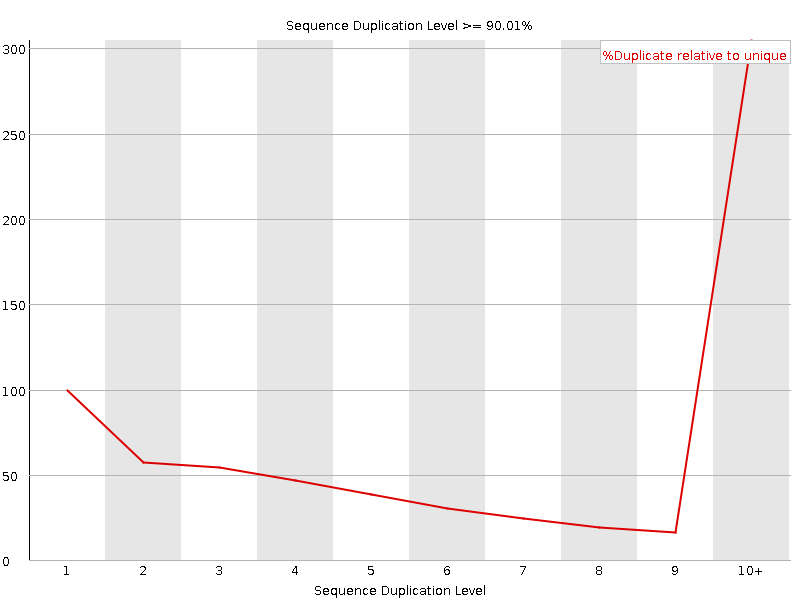 Sequence Duplication Level >= 90.01%
%Duplicate relative to unique
300
250
200
150
100
50
0
1 2 3 4 5 6 7 8 9 10+
Sequence Duplication Level